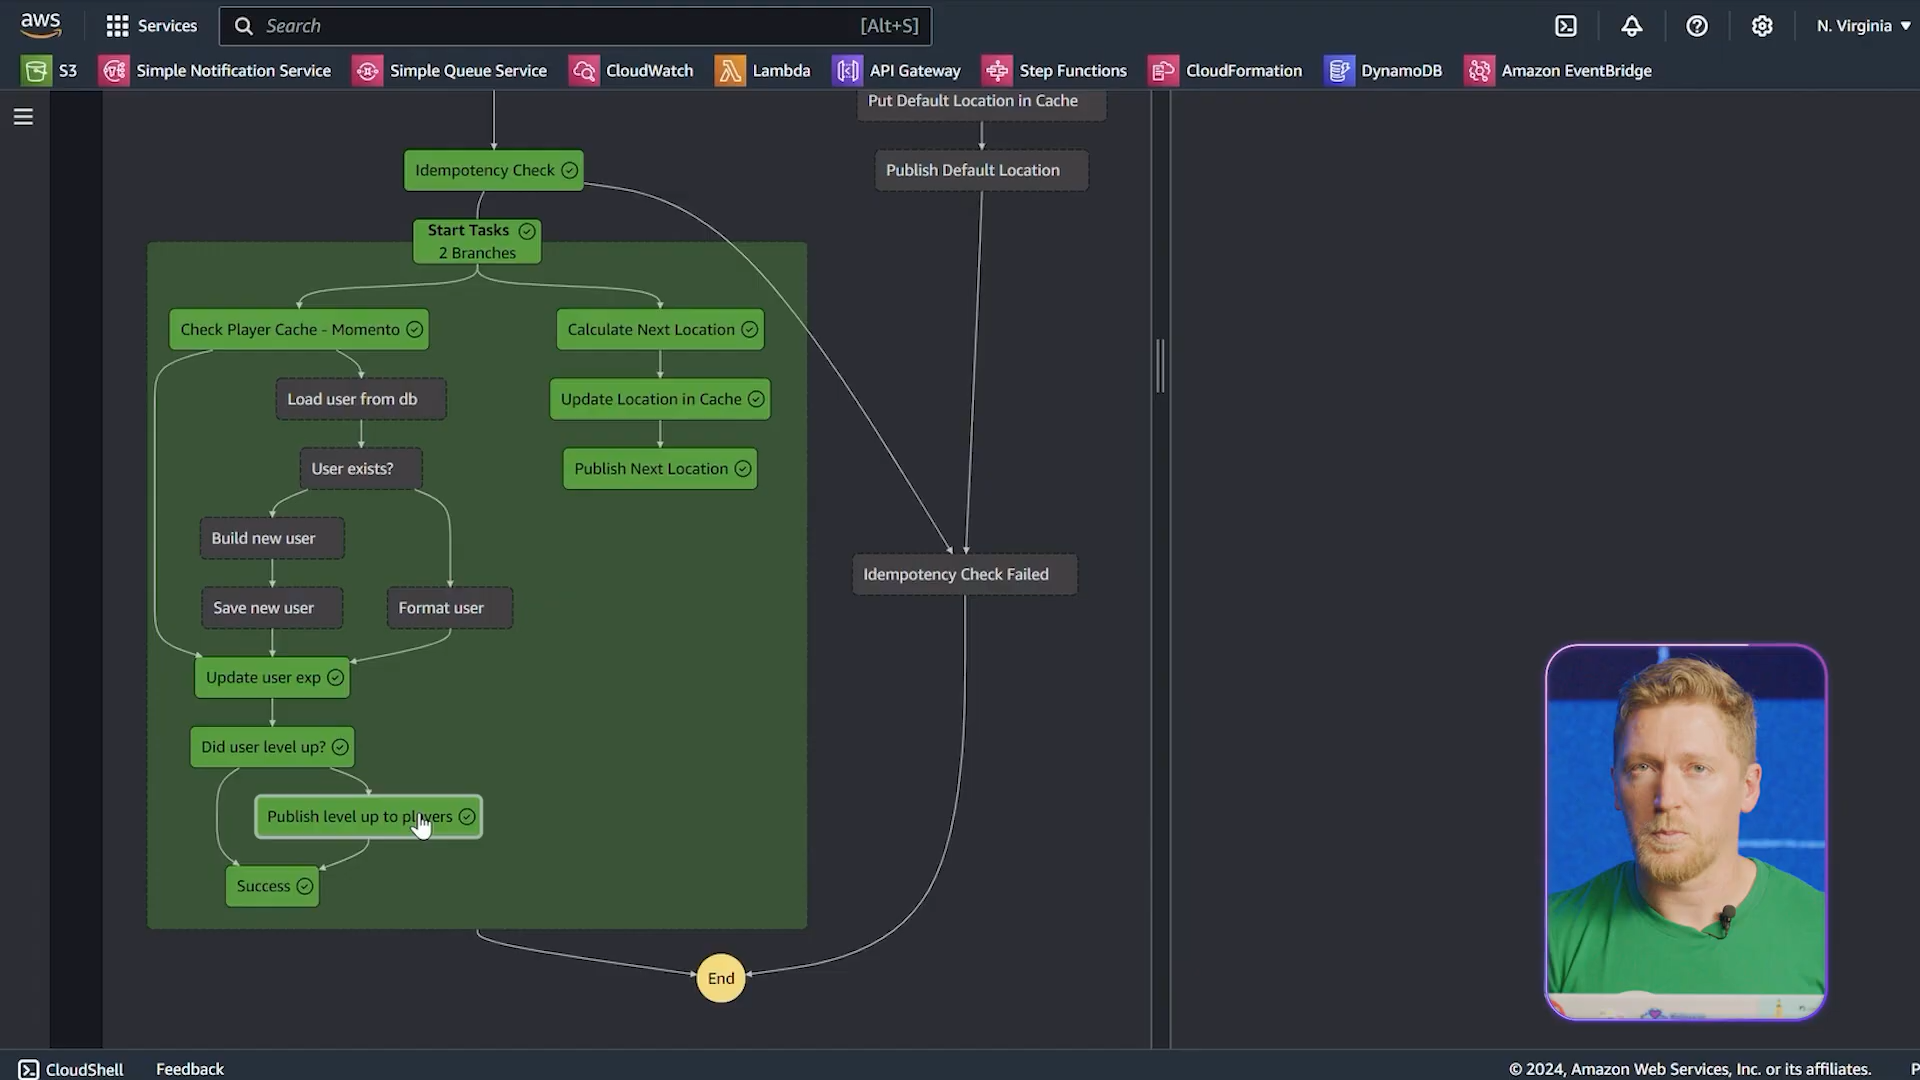 aws
Services
Search
[Alt+S]
N. Virginia
S3
Simple Notification Service
Simple Queue Service
CloudWatch
Lambda
API Gateway
Step Functions
CloudFormation
DynamoDB
Amazon EventBridge
Put Default Location in Cache
Idempotency Check
Publish Default Location
Start Tasks
2 Branches
Check Player Cache - Momento
Calculate Next Location
Load user from db
Update Location in Cache
User exists?
Publish Next Location
Build new user
Idempotency Check Failed
Save new user
Format user
Update user exp
Did user level up?
Publish level up to players
Success
End
CloudShell
Feedback
© 2024, Amazon Web Services, Inc. or its affiliates.
P